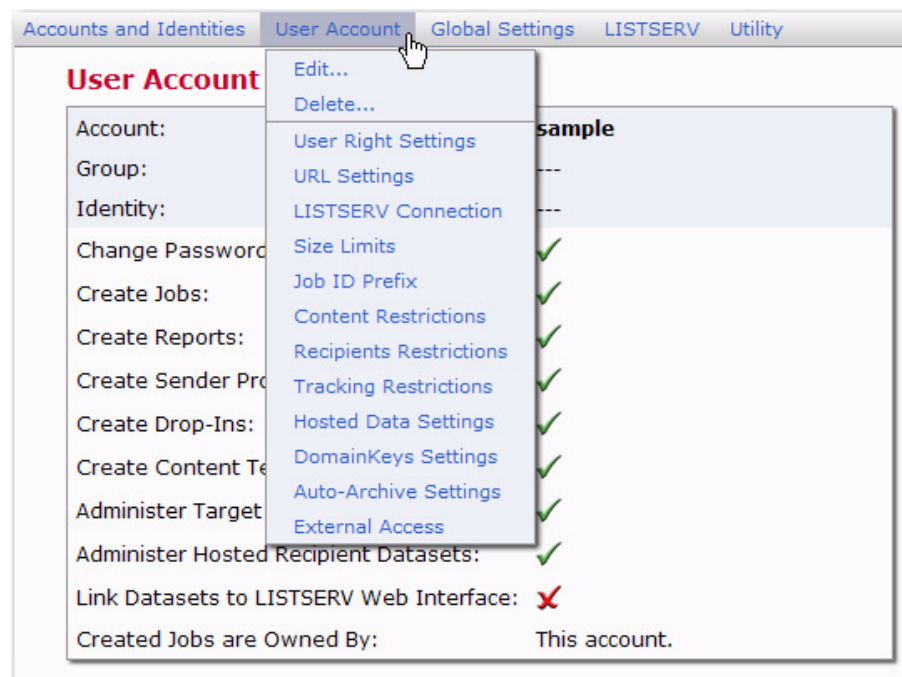 Accounts and Identities User Account Global Settings LISTSERV Utility
User Account
Edit...
Delete...
User Right Settings
URL Settings
LISTSERV Connection
Size Limits
Job ID Prefix
Content Restrictions
Recipients Restrictions
Tracking Restrictions
Hosted Data Settings
DomainKeys Settings
Auto-Archive Settings
External Access
Account: sample
Group: ---
Identity: ---
Change Password
Create Jobs:
Create Reports:
Create Sender Pro
Create Drop-Ins:
Create Content Te
Administer Target
Administer Hosted Recipient Datasets:
Link Datasets to LISTSERV Web Interface:
Created Jobs are Owned By: This account.